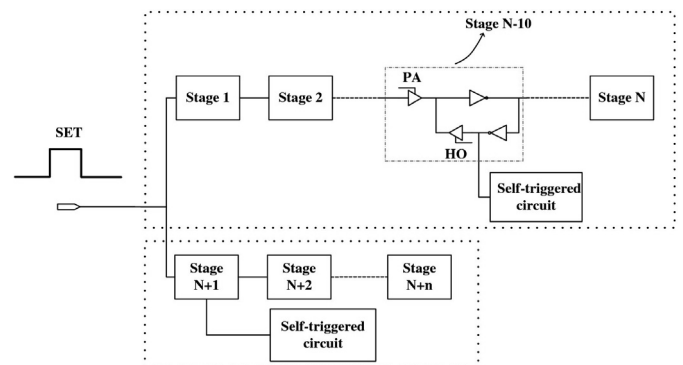 Stage N-10
PA
Stage 1
Stage 2
Stage N
SET
HO
Self-triggered
circuit
Stage
N+1
Stage
N+2
Stage
N+n
Self-triggered
circuit